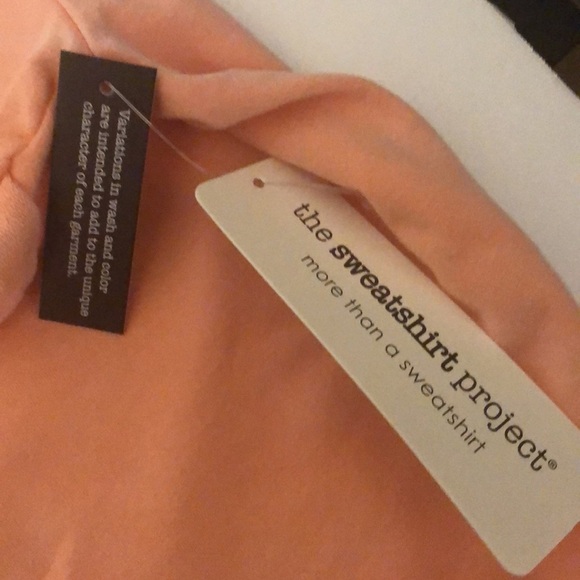 Variations in wash and color
are intended to add to the unique
character of each garment.
the sweatshirt project®
more than a sweatshirt